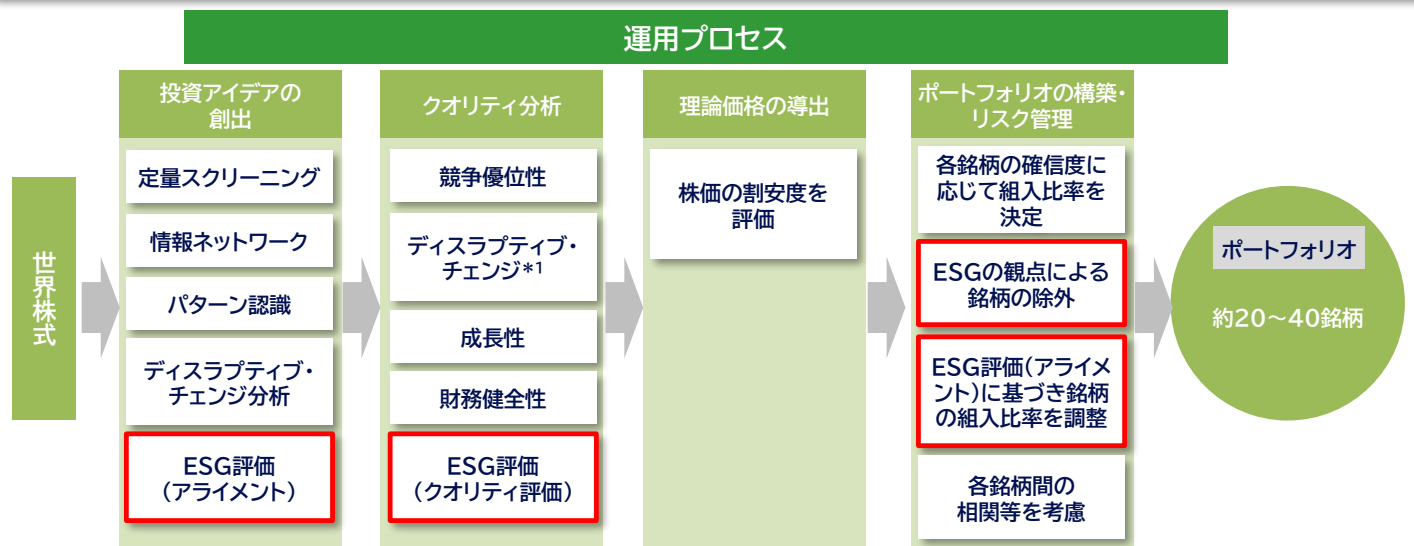 運用プロセス
投資アイデアの
創出
クオリティ分析
理論価格の導出
ポートフォリオの構築・
リスク管理
世界株式
定量スクリーニング
情報ネットワーク
パターン認識
ディスラプティブ・
チェンジ分析
ESG評価
（アライメント）
競争優位性
ディスラプティブ・
チェンジ*1
成長性
財務健全性
ESG評価
（クオリティ評価）
株価の割安度を
評価
各銘柄の確信度に
応じて組入比率を
決定
ESGの観点による
銘柄の除外
ESG評価（アライメ
ント）に基づき銘柄
の組入比率を調整
各銘柄間の
相関等を考慮
ポートフォリオ
約20～40銘柄